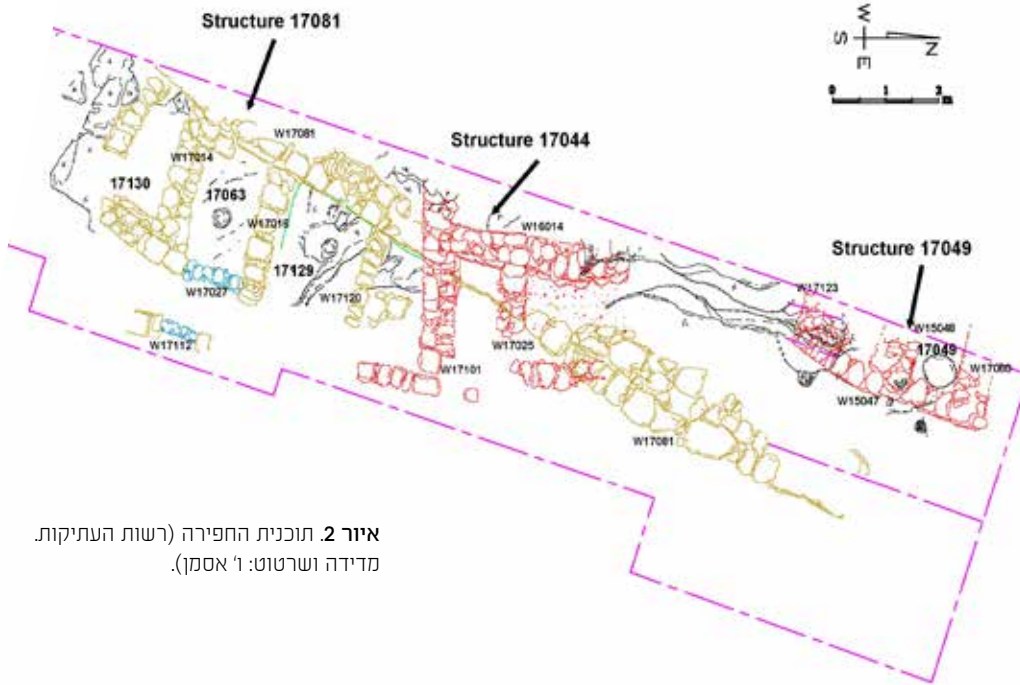 Structure 17081
W
S
N
E
0 1 2 m
W17081
Structure 17044
W17014
17130
17063
W17016
W16014
Structure 17049
17129
W17123
W17027
W17120
W15048
17049
W17112
W17025
W17101
W15047
W17081
איור 2. תוכנית החפירה (רשות העתיקות.
מדידה ושרטוט: ו' אסמן).